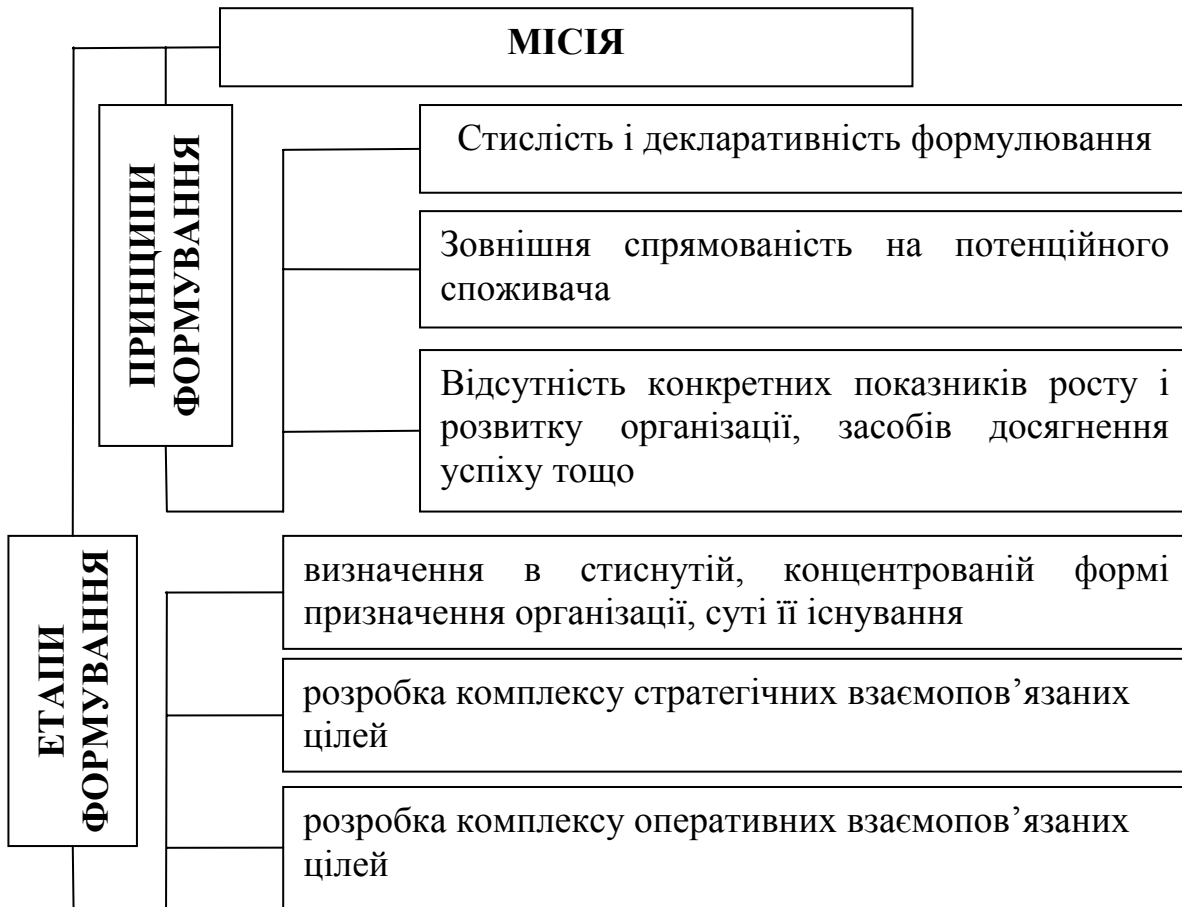 МІСІЯ
ПРИНЦИПИ
ФОРМУВАННЯ
Стислість і декларативність формулювання
Зовнішня спрямованість на потенційного
споживача
Відсутність конкретних показників росту і
розвитку організації, засобів досягнення
успіху тощо
ЕТАПИ
ФОРМУВАННЯ
визначення в стиснутій, концентрованій формі
призначення організації, суті її існування
розробка комплексу стратегічних взаємопов’язаних
цілей
розробка комплексу оперативних взаємопов’язаних
цілей